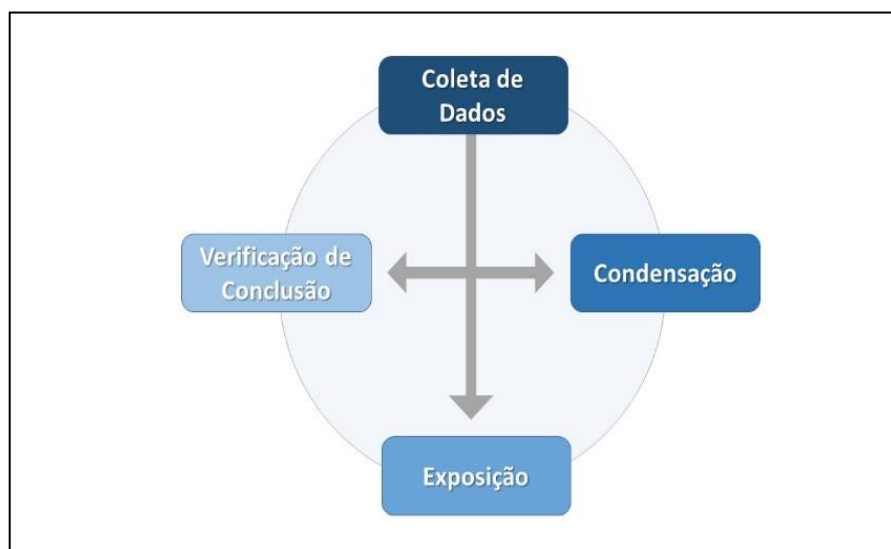 Coleta de
Dados
Verificação de
Conclusão
Condensação
Exposição